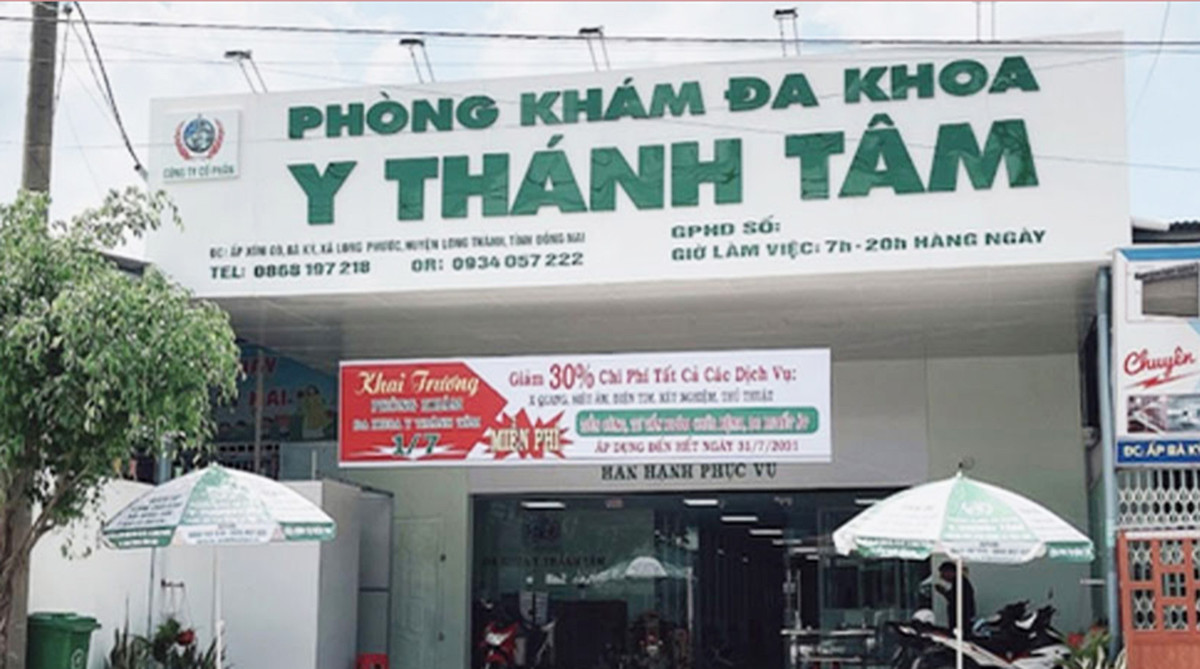 CÔNG TY CỔ PHẦN
PHÒNG KHÁM ĐA KHOA
Y THÁNH TÂM
ĐC: ẤP XÓM GÒ, BÀ KÝ, XÃ LONG PHƯỚC, HUYỆN LONG THÀNH, TỈNH ĐỒNG NAI
TEL: 0868 197 218 OR: 0934 057 222
GPHD SỐ:
GIỜ LÀM VIỆC: 7h - 20h HÀNG NGÀY
Khai Trương
PHÒNG KHÁM
ĐA KHOA Y THÁNH TÂM
1/7
MIỄN PHÍ
Giảm 30% Chi Phí Tất Cả Các Dịch Vụ:
X QUANG, SIÊU ÂM, ĐIỆN TIM, XÉT NGHIỆM, THỦ THUẬT
ÁP DỤNG ĐẾN HẾT NGÀY 31/7/2021
HÂN HẠNH PHỤC VỤ
Chuyên
ĐC: ẤP BÀ KÝ